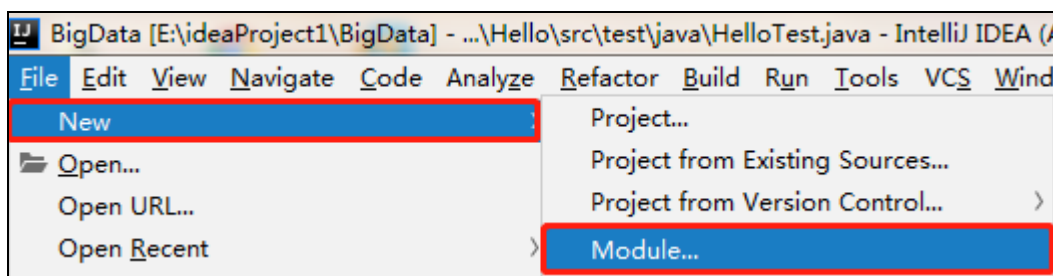 BigData [E:\ideaProject1\BigData] - ...\Hello\src\test\java\HelloTest.java - IntelliJ IDEA (
File Edit View Navigate Code Analyze Refactor Build Run Tools VCS Wind
New
Project...
Open...
Project from Existing Sources...
Open URL...
Project from Version Control...
Open Recent
Module...